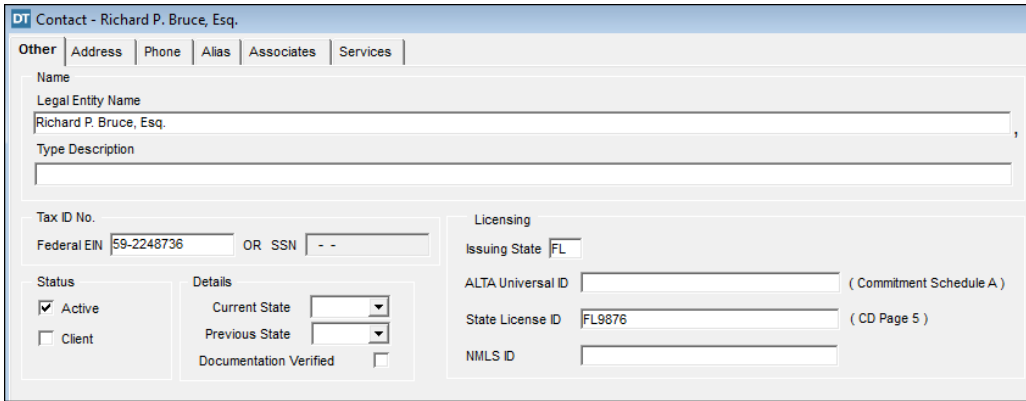 DT Contact - Richard P. Bruce, Esq.
Other Address Phone Alias Associates Services
Name
Legal Entity Name
Richard P. Bruce, Esq.
,
Type Description
Tax ID No.
Federal EIN 59-2248736 OR SSN - -
Licensing
Issuing State FL
ALTA Universal ID ( Commitment Schedule A )
State License ID FL9876 ( CD Page 5 )
NMLS ID
Status
Active
Client
Details
Current State
Previous State
Documentation Verified